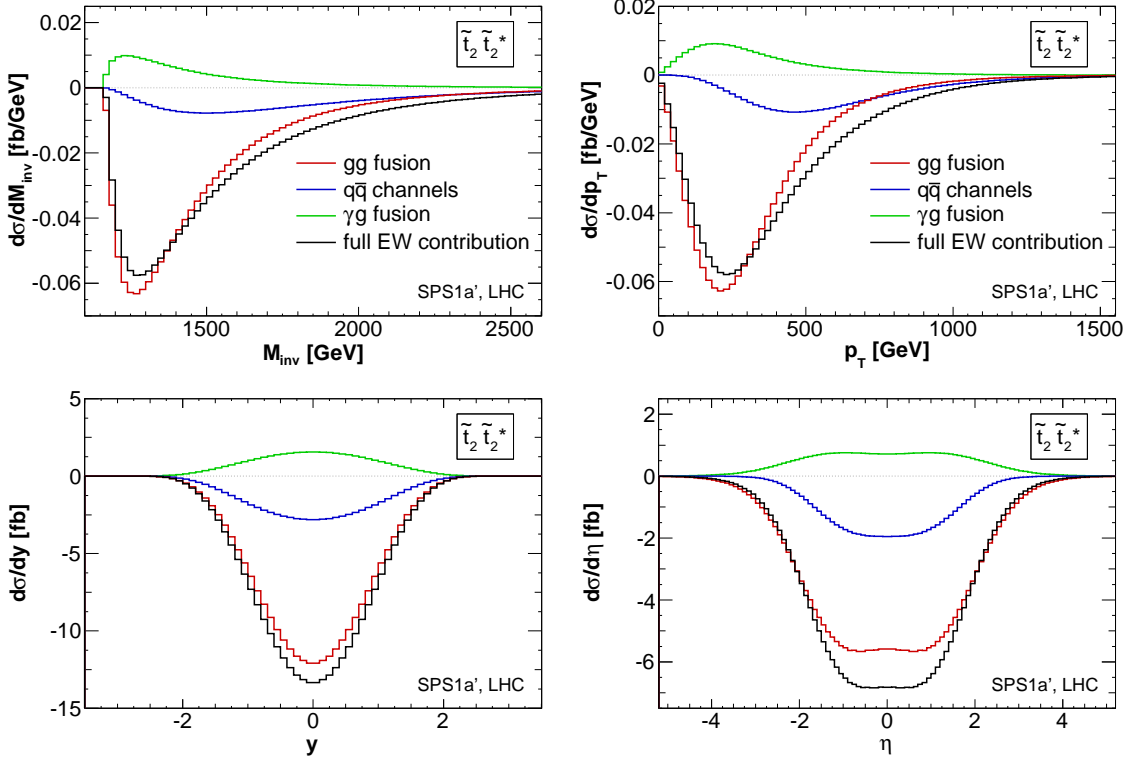 0.02
0
-0.02
-0.04
-0.06
dσ/dM_inv [fb/GeV]
t̃₂ t̃₂*
gg fusion
qq̅ channels
γg fusion
full EW contribution
SPS1a', LHC
1500 2000 2500
M_inv [GeV]
0.02
0
-0.02
-0.04
-0.06
dσ/dp_T [fb/GeV]
t̃₂ t̃₂*
gg fusion
qq̅ channels
γg fusion
full EW contribution
SPS1a', LHC
0 500 1000 1500
p_T [GeV]
5
0
-5
-10
-15
dσ/dy [fb]
t̃₂ t̃₂*
SPS1a', LHC
-2 0 2
y
2
0
-2
-4
-6
dσ/dη [fb]
t̃₂ t̃₂*
SPS1a', LHC
-4 -2 0 2 4
η